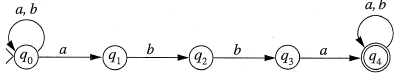 a, b a, b
q₀ a q₁ b q₂ b q₃ a q₄